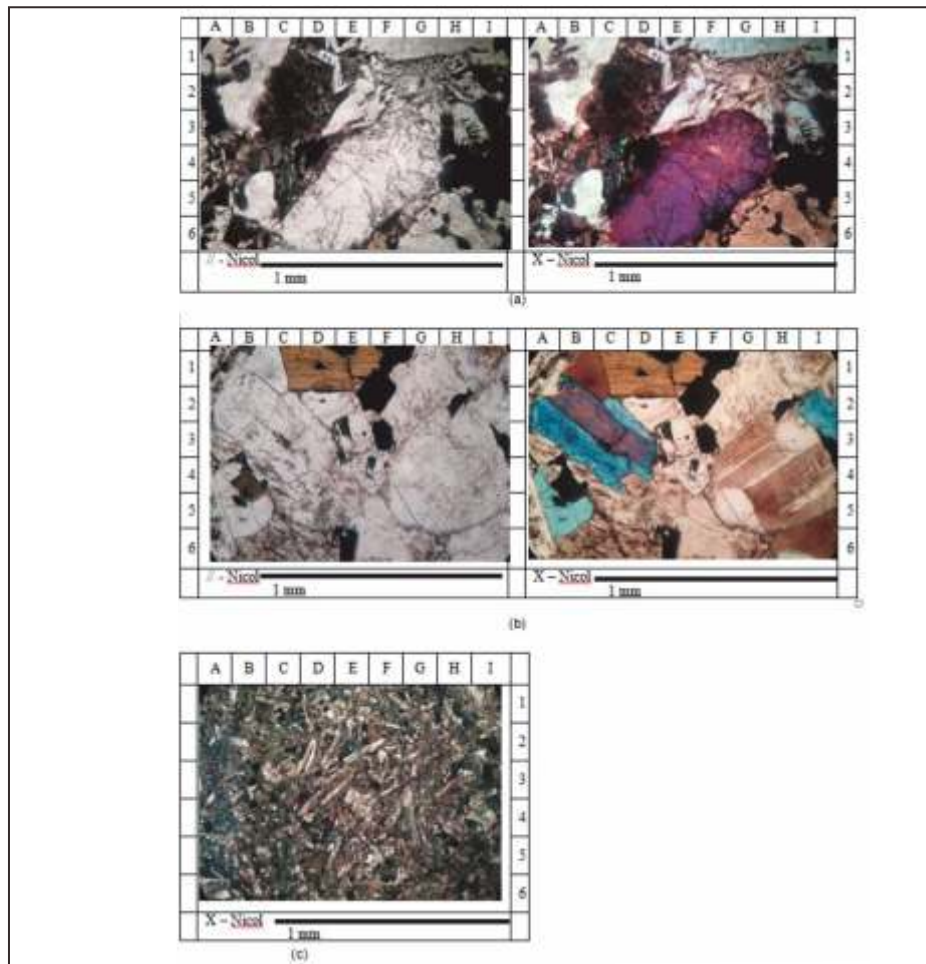 A B C D E F G H I A B C D E F G H I
1 1
2 2
3 3
4 4
5 5
6 6
// - Nicol X – Nicol
1 mm 1 mm
(a)
A B C D E F G H I A B C D E F G H I
1 1
2 2
3 3
4 4
5 5
6 6
// - Nicol X – Nicol
1 mm 1 mm
(b)
A B C D E F G H I
1
2
3
4
5
6
X – Nicol
1 mm
(c)